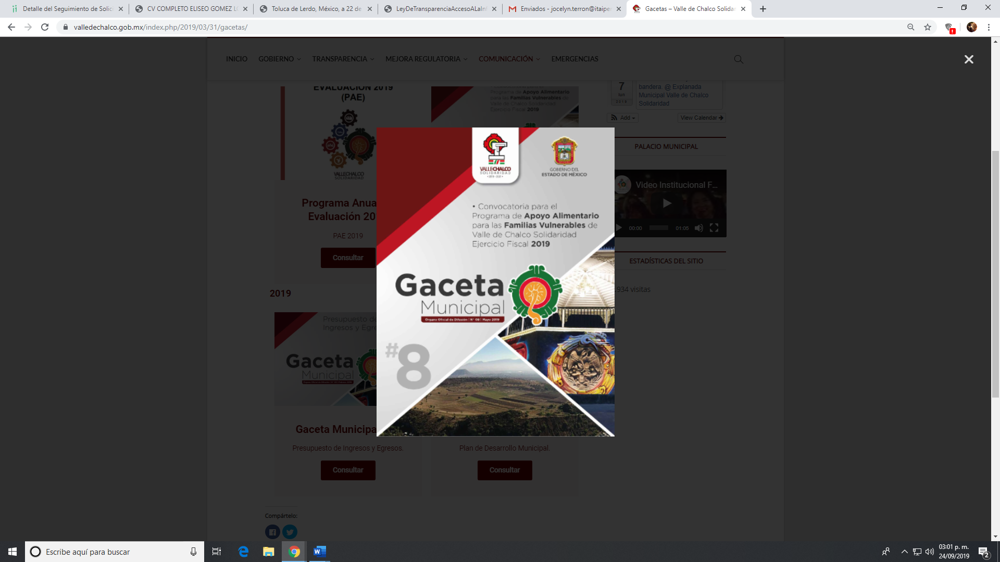 Detalle del Seguimiento de Solici
CV COMPLETO ELISEO GOMEZ LO
Toluca de Lerdo, México, a 22 de
LeyDeTransparenciaAccesoALaInf
Enviados - jocelyn.terron@itaipe
Gacetas – Valle de Chalco Solidar
valledechalco.gob.mx/index.php/2019/03/31/gacetas/
INICIO
GOBIERNO
TRANSPARENCIA
MEJORA REGULATORIA
COMUNICACIÓN
EMERGENCIAS
EVALUACIÓN 2019
(PAE)
VALLECHALCO
SOLIDARIDAD
Programa Anua
Evaluación 20
PAE 2019
Consultar
Programa de Apoyo Alimentario
para las Familias Vulnerables de
Valle de Chalco Solidaridad
Ejercicio Fiscal 2019
7
jun
2019
bandera. @ Explanada
Municipal Valle de Chalco
Solidaridad
Add
View Calendar
PALACIO MUNICIPAL
Video Institucional F...
00:00
01:05
ESTADÍSTICAS DEL SITIO
934 visitas
VALLECHALCO
SOLIDARIDAD
• 2019 - 2021 •
GOBIERNO DEL
ESTADO DE MÉXICO
• Convocatoria para el
Programa de Apoyo Alimentario
para las Familias Vulnerables de
Valle de Chalco Solidaridad
Ejercicio Fiscal 2019
Gaceta
Municipal
Órgano Oficial de Difusión | N° 08 | Mayo 2019
#8
2019
Presupuesto de
Ingresos y Egre
Gaceta
Municipal
Gaceta Municipa
Presupuesto de Ingresos y Egresos.
Consultar
Plan de Desarrollo Municipal.
Consultar
Compártelo:
Escribe aquí para buscar
03:01 p. m.
24/09/2019
2